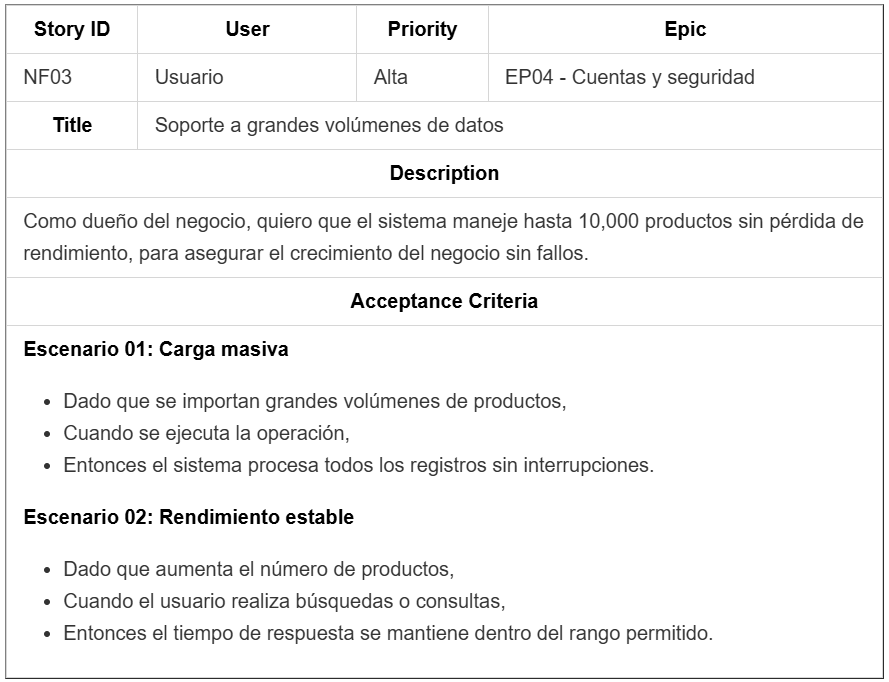 Story ID User Priority Epic
NF03 Usuario Alta EP04 - Cuentas y seguridad
Title Soporte a grandes volúmenes de datos
Description
Como dueño del negocio, quiero que el sistema maneje hasta 10,000 productos sin pérdida de
rendimiento, para asegurar el crecimiento del negocio sin fallos.
Acceptance Criteria
Escenario 01: Carga masiva
• Dado que se importan grandes volúmenes de productos,
• Cuando se ejecuta la operación,
• Entonces el sistema procesa todos los registros sin interrupciones.
Escenario 02: Rendimiento estable
• Dado que aumenta el número de productos,
• Cuando el usuario realiza búsquedas o consultas,
• Entonces el tiempo de respuesta se mantiene dentro del rango permitido.